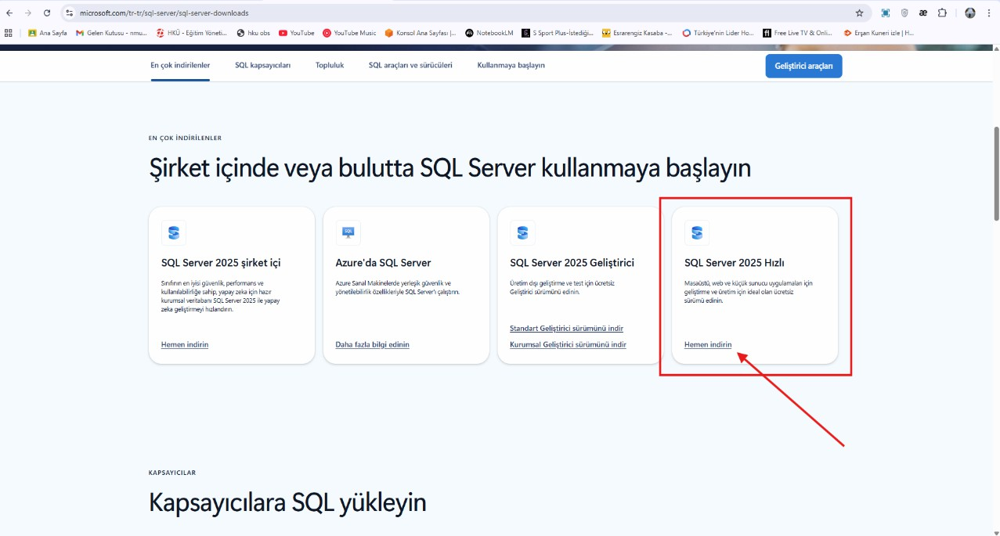 microsoft.com/tr-tr/sql-server/sql-server-downloads
Ana Sayfa
Gelen Kutusu - nmu...
HKÜ - Eğitim Yöneti...
hku obs
YouTube
YouTube Music
Konsol Ana Sayfası |...
NotebookLM
S Sport Plus-İstediği...
Esrarengiz Kasaba -...
Türkiye'nin Lider Ho...
Free Live TV & Onli...
Erşan Kuneri izle | H...
En çok indirilenler
SQL kapsayıcıları
Topluluk
SQL araçları ve sürücüleri
Kullanmaya başlayın
Geliştirici araçları
EN ÇOK İNDİRİLENLER
Şirket içinde veya bulutta SQL Server kullanmaya başlayın
SQL Server 2025 şirket içi
Sınıfının en iyisi güvenlik, performans ve
kullanılabilirliğe sahip, yapay zeka için hazır
kurumsal veritabanı SQL Server 2025 ile yapay
zeka geliştirmeyi hızlandırın.
Hemen indirin
SQL
Azure'da SQL Server
Azure Sanal Makinelerde yerleşik güvenlik ve
yönetilebilirlik özellikleriyle SQL Server'ı çalıştırın.
Daha fazla bilgi edinin
SQL Server 2025 Geliştirici
Üretim dışı geliştirme ve test için ücretsiz
Geliştirici sürümünü edinin.
Standart Geliştirici sürümünü indir
Kurumsal Geliştirici sürümünü indir
SQL Server 2025 Hızlı
Masaüstü, web ve küçük sunucu uygulamaları için
geliştirme ve üretim için ideal olan ücretsiz
sürümü edinin.
Hemen indirin
KAPSAYICILAR
Kapsayıcılara SQL yükleyin